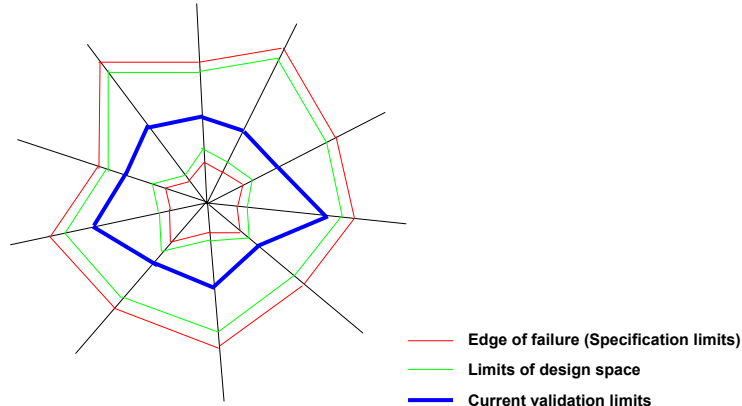 Edge of failure (Specification limits)
Limits of design space
Current validation limits